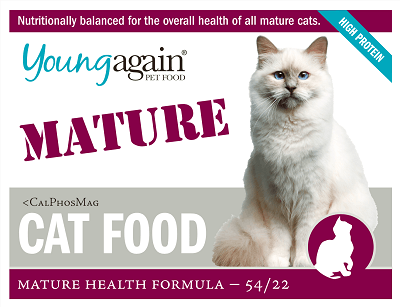 Nutritionally balanced for the overall health of all mature cats.
HIGH PROTEIN
Youngagain®
PET FOOD
MATURE
<CalPhosMag
CAT FOOD
MATURE HEALTH FORMULA – 54/22